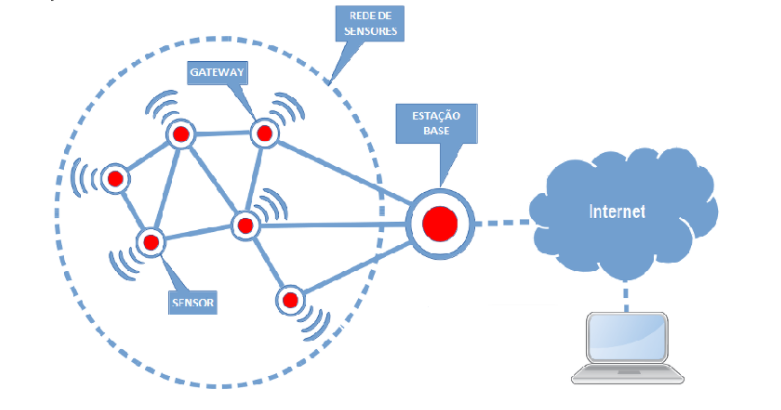 REDE DE
SENSORES
GATEWAY
ESTAÇÃO
BASE
Internet
SENSOR